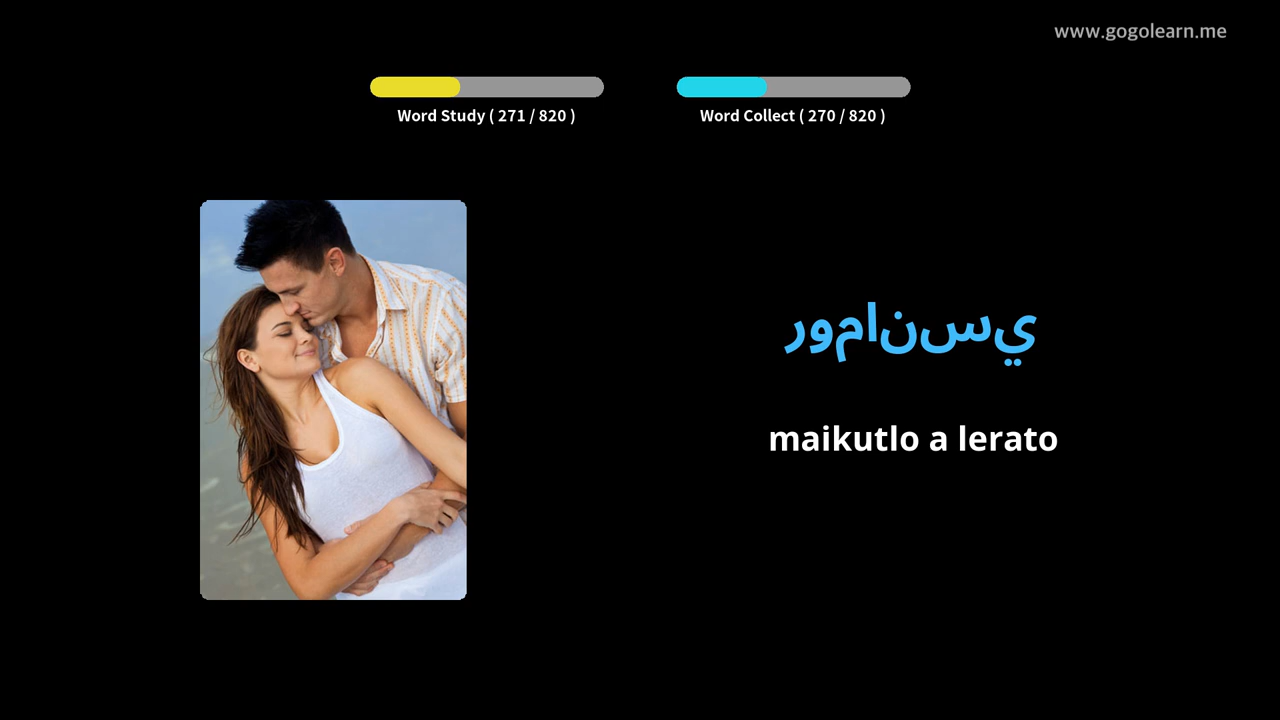 www.gogolearn.me
Word Study ( 271 / 820 )
Word Collect ( 270 / 820 )
رومانسي
maikutlo a lerato